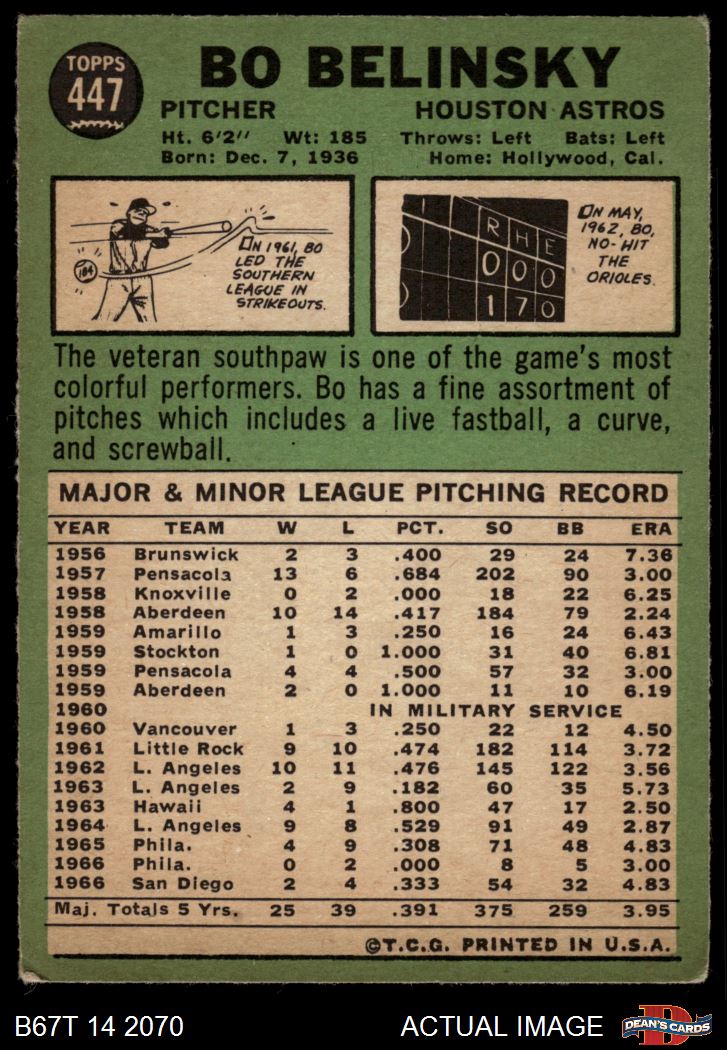 TOPPS
447
BO BELINSKY
PITCHER HOUSTON ASTROS
Ht. 6'2" Wt: 185 Throws: Left Bats: Left
Born: Dec. 7, 1936 Home: Hollywood, Cal.
184
ON 1961, BO
LED THE
SOUTHERN
LEAGUE IN
STRIKEOUTS.
R H E
0 0 0
1 7 0
ON MAY,
1962, BO,
NO-HIT
THE
ORIOLES.
The veteran southpaw is one of the game's most
colorful performers. Bo has a fine assortment of
pitches which includes a live fastball, a curve,
and screwball.
MAJOR & MINOR LEAGUE PITCHING RECORD
YEAR TEAM W L PCT. SO BB ERA
1956 Brunswick 2 3 .400 29 24 7.36
1957 Pensacola 13 6 .684 202 90 3.00
1958 Knoxville 0 2 .000 18 22 6.25
1958 Aberdeen 10 14 .417 184 79 2.24
1959 Amarillo 1 3 .250 16 24 6.43
1959 Stockton 1 0 1.000 31 40 6.81
1959 Pensacola 4 4 .500 57 32 3.00
1959 Aberdeen 2 0 1.000 11 10 6.19
1960 IN MILITARY SERVICE
1960 Vancouver 1 3 .250 22 12 4.50
1961 Little Rock 9 10 .474 182 114 3.72
1962 L. Angeles 10 11 .476 145 122 3.56
1963 L. Angeles 2 9 .182 60 35 5.73
1963 Hawaii 4 1 .800 47 17 2.50
1964 L. Angeles 9 8 .529 91 49 2.87
1965 Phila. 4 9 .308 71 48 4.83
1966 Phila. 0 2 .000 8 5 3.00
1966 San Diego 2 4 .333 54 32 4.83
Maj. Totals 5 Yrs. 25 39 .391 375 259 3.95
©T.C.G. PRINTED IN U.S.A.
B67T 14 2070 ACTUAL IMAGE
D
DEAN'S CARDS